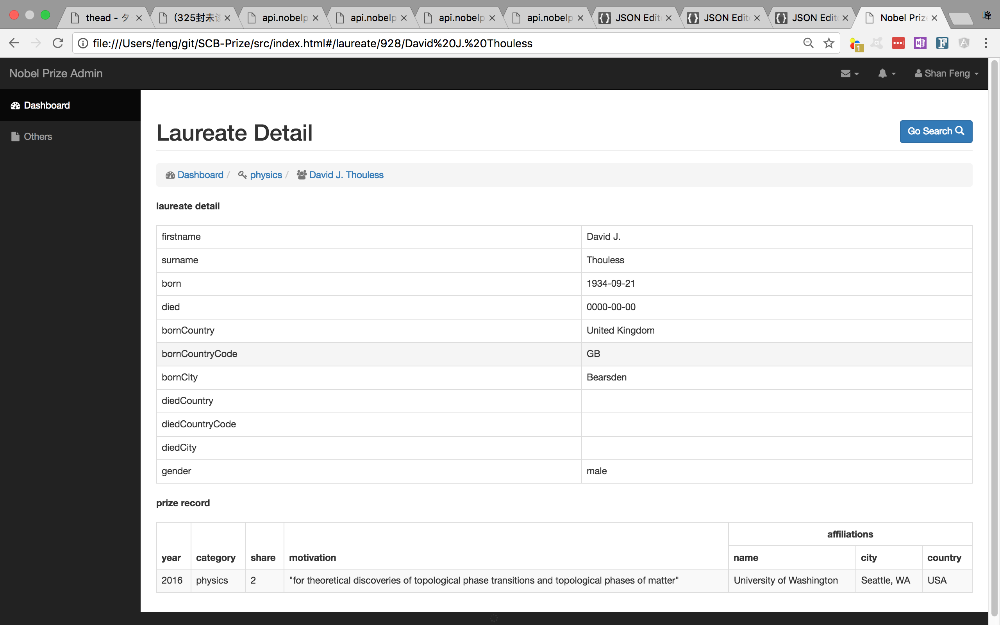 thead - タ
(325封未
api.nobelp
api.nobelp
api.nobelp
api.nobelp
JSON Edit
JSON Edit
JSON Edit
Nobel Priz
峰
file:///Users/feng/git/SCB-Prize/src/index.html#/laureate/928/David%20J.%20Thouless
1
Nobel Prize Admin
Shan Feng
Dashboard
Others
Laureate Detail
Go Search
Dashboard / physics / David J. Thouless
laureate detail
firstname David J.
surname Thouless
born 1934-09-21
died 0000-00-00
bornCountry United Kingdom
bornCountryCode GB
bornCity Bearsden
diedCountry
diedCountryCode
diedCity
gender male
prize record
affiliations
year category share motivation name city country
2016 physics 2 "for theoretical discoveries of topological phase transitions and topological phases of matter" University of Washington Seattle, WA USA